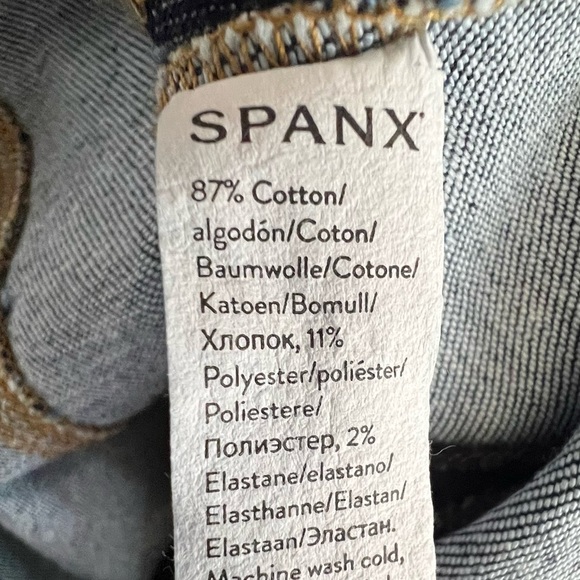 SPANX®
87% Cotton/
algodón/Coton/
Baumwolle/Cotone/
Katoen/Bomull/
Хлопок, 11%
Polyester/poliéster/
Poliestere/
Полиэстер, 2%
Elastane/elastano/
Elasthanne/Elastan/
Elastaan/Эластан.
Machine wash cold,